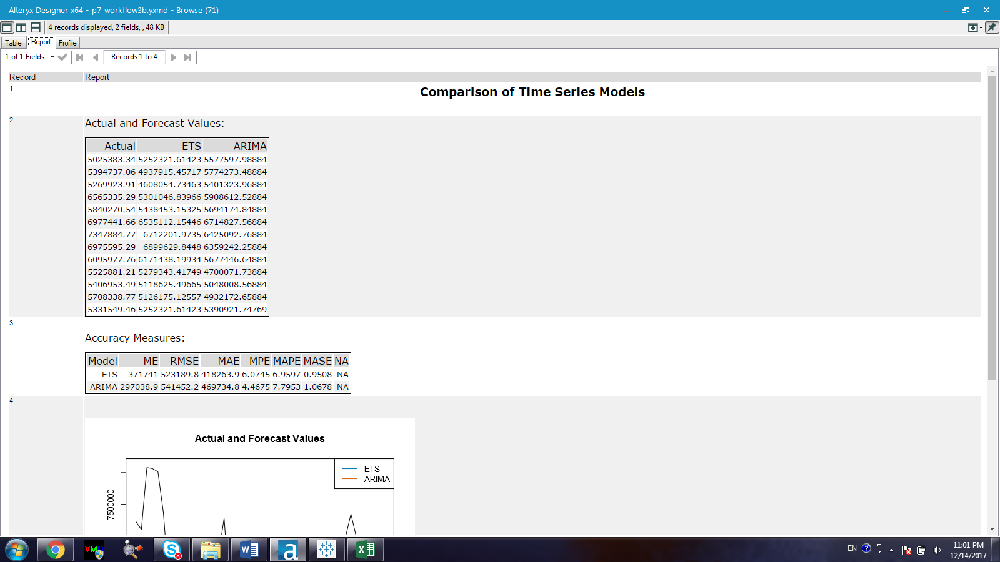 Alteryx Designer x64 - p7_workflow3b.yxmd - Browse (71)
4 records displayed, 2 fields, , 48 KB
Table Report Profile
1 of 1 Fields Records 1 to 4
Record Report
1 Comparison of Time Series Models
2 Actual and Forecast Values:
Actual ETS ARIMA
5025383.34 5252321.61423 5577597.98884
5394737.06 4937915.45717 5774273.48884
5269923.91 4608054.73463 5401323.96884
6565335.29 5301046.83966 5908612.52884
5840270.54 5438453.15325 5694174.84884
6977441.66 6535112.15446 6714827.56884
7347884.77 6712201.9735 6425092.76884
6975595.29 6899629.8448 6359242.25884
6095977.76 6171438.19934 5677446.64884
5525881.21 5279343.41749 4700071.73884
5406953.49 5118625.49665 5048008.56884
5708338.77 5126175.12557 4932172.65884
5331549.46 5252321.61423 5390921.74769
3
Accuracy Measures:
Model ME RMSE MAE MPE MAPE MASE NA
ETS 371741 523189.8 418263.9 6.0745 6.9597 0.9508 NA
ARIMA 297038.9 541452.2 469734.8 4.4675 7.7953 1.0678 NA
4
Actual and Forecast Values
ETS
ARIMA
7500000
VMD
W
a
X
EN
11:01 PM
12/14/2017